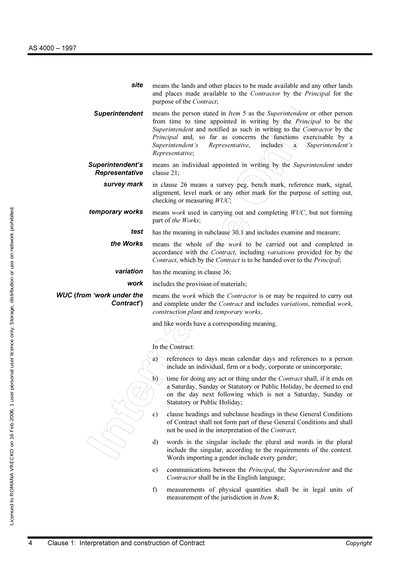 AS 4000 – 1997
site means the lands and other places to be made available and any other lands
and places made available to the Contractor by the Principal for the
purpose of the Contract;
Superintendent means the person stated in Item 5 as the Superintendent or other person
from time to time appointed in writing by the Principal to be the
Superintendent and notified as such in writing to the Contractor by the
Principal and, so far as concerns the functions exercisable by a
Superintendent's Representative, includes a Superintendent's
Representative;
Superintendent's means an individual appointed in writing by the Superintendent under
Representative clause 21;
survey mark in clause 26 means a survey peg, bench mark, reference mark, signal,
alignment, level mark or any other mark for the purpose of setting out,
checking or measuring WUC;
temporary works means work used in carrying out and completing WUC, but not forming
part of the Works;
test has the meaning in subclause 30.1 and includes examine and measure;
the Works means the whole of the work to be carried out and completed in
accordance with the Contract, including variations provided for by the
Contract, which by the Contract is to be handed over to the Principal;
variation has the meaning in clause 36;
work includes the provision of materials;
WUC (from 'work under the means the work which the Contractor is or may be required to carry out
Contract') and complete under the Contract and includes variations, remedial work,
construction plant and temporary works,
and like words have a corresponding meaning.
In the Contract:
a) references to days mean calendar days and references to a person
include an individual, firm or a body, corporate or unincorporate;
b) time for doing any act or thing under the Contract shall, if it ends on
a Saturday, Sunday or Statutory or Public Holiday, be deemed to end
on the day next following which is not a Saturday, Sunday or
Statutory or Public Holiday;
c) clause headings and subclause headings in these General Conditions
of Contract shall not form part of these General Conditions and shall
not be used in the interpretation of the Contract;
d) words in the singular include the plural and words in the plural
include the singular, according to the requirements of the context.
Words importing a gender include every gender;
e) communications between the Principal, the Superintendent and the
Contractor shall be in the English language;
f) measurements of physical quantities shall be in legal units of
measurement of the jurisdiction in Item 8;
4 Clause 1: Interpretation and construction of Contract Copyright
Licensed to ROMANA VRECKO on 16 Feb 2006. 1 user personal user licence only. Storage, distribution or use on network prohibited.